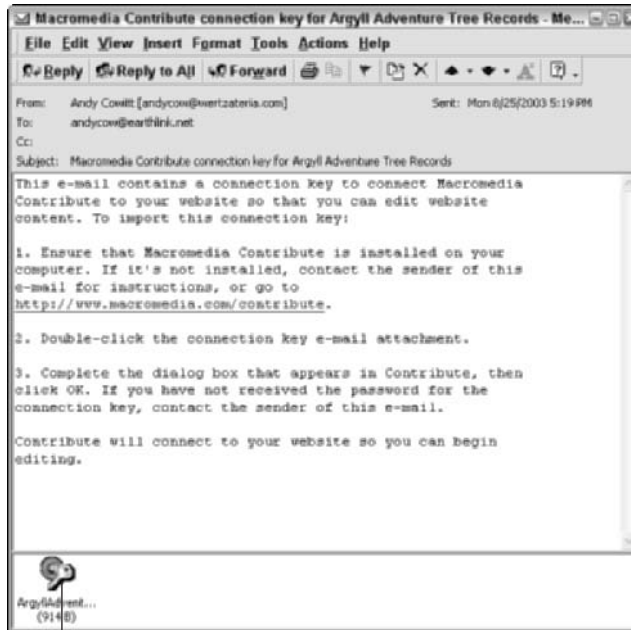 Macromedia Contribute connection key for Argyll Adventure Tree Records - Me...
File Edit View Insert Format Tools Actions Help
Reply Reply to All Forward
From: Andy Cowitt [andycow@wertzateria.com] Sent: Mon 8/25/2003 5:19 PM
To: andycow@earthlink.net
Cc:
Subject: Macromedia Contribute connection key for Argyll Adventure Tree Records
This e-mail contains a connection key to connect Macromedia
Contribute to your website so that you can edit website
content. To import this connection key:
1. Ensure that Macromedia Contribute is installed on your
computer. If it's not installed, contact the sender of this
e-mail for instructions, or go to
http://www.macromedia.com/contribute.
2. Double-click the connection key e-mail attachment.
3. Complete the dialog box that appears in Contribute, then
click OK. If you have not received the password for the
connection key, contact the sender of this e-mail.
Contribute will connect to your website so you can begin
editing.
ArgyllAdvent...
(914 B)